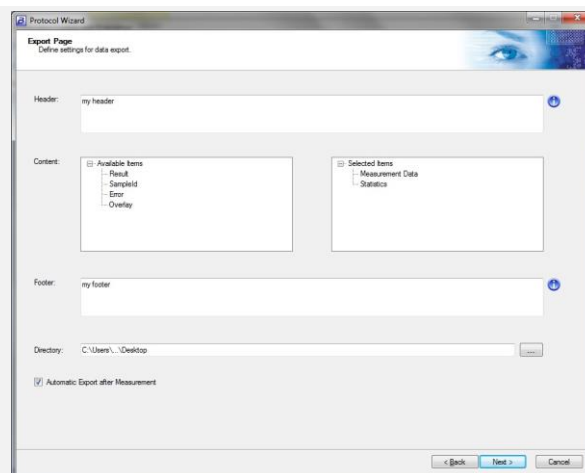 Protocol Wizard
Export Page
Define settings for data export.
Header:
my header
Content:
Available Items
Result
SampleId
Error
Overlay
Selected Items
Measurement Data
Statistics
Footer:
my footer
Directory:
C:\Users\...\Desktop
...
Automatic Export after Measurement
< Back
Next >
Cancel